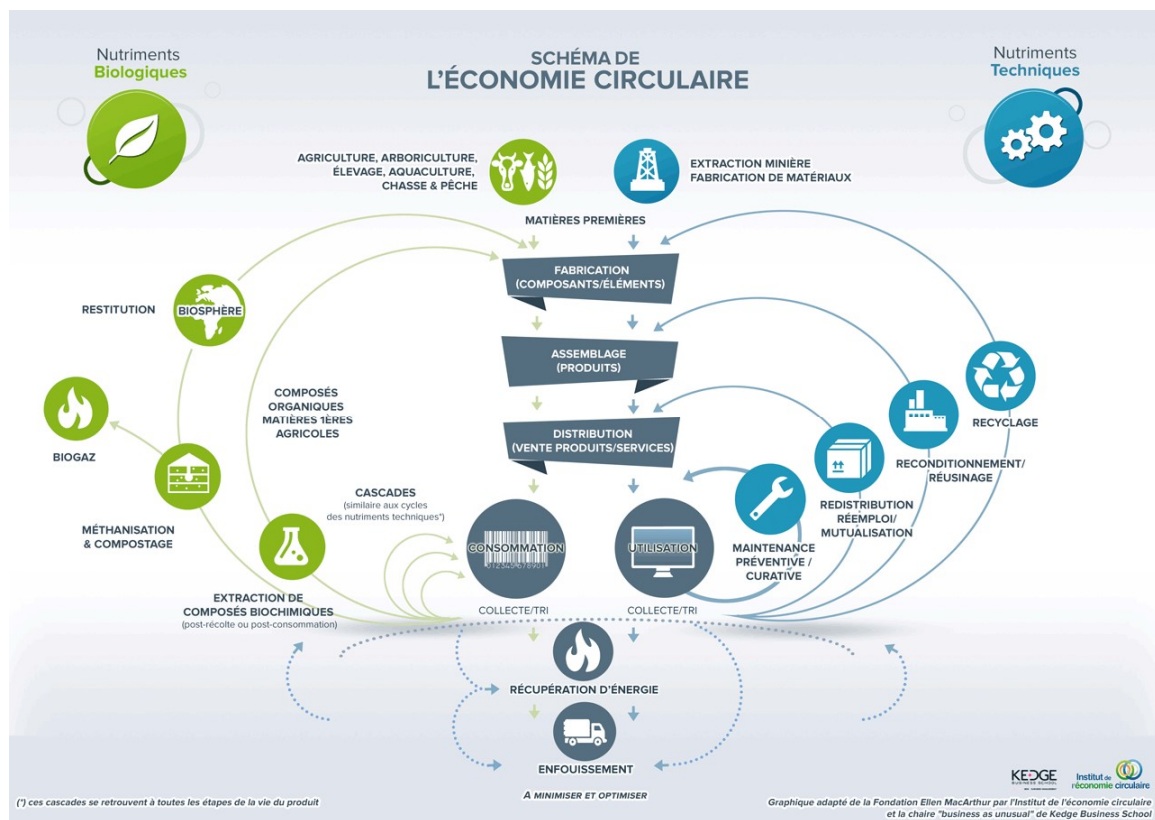 SCHÉMA DE
L'ÉCONOMIE CIRCULAIRE
Nutriments
Biologiques
Nutriments
Techniques
AGRICULTURE, ARBORICULTURE,
ÉLEVAGE, AQUACULTURE,
CHASSE & PÊCHE
EXTRACTION MINIÈRE
FABRICATION DE MATÉRIAUX
MATIÈRES PREMIÈRES
FABRICATION
(COMPOSANTS/ÉLÉMENTS)
ASSEMBLAGE
(PRODUITS)
DISTRIBUTION
(VENTE PRODUITS/SERVICES)
RESTITUTION
BIOSPHÈRE
COMPOSÉS
ORGANIQUES
MATIÈRES 1ÈRES
AGRICOLES
BIOGAZ
MÉTHANISATION
& COMPOSTAGE
CASCADES
(similaire aux cycles
des nutriments techniques*)
EXTRACTION DE
COMPOSÉS BIOCHIMIQUES
(post-récolte ou post-consommation)
CONSOMMATION
UTILISATION
RECYCLAGE
RECONDITIONNEMENT/
RÉUSINAGE
REDISTRIBUTION
RÉEMPLOI/
MUTUALISATION
MAINTENANCE
PRÉVENTIVE /
CURATIVE
COLLECTE/TRI
COLLECTE/TRI
RÉCUPÉRATION D'ÉNERGIE
ENFOUISSEMENT
A MINIMISER ET OPTIMISER
(*) ces cascades se retrouvent à toutes les étapes de la vie du produit
KEDGE
BUSINESS SCHOOL
Institut de
l'économie circulaire
Graphique adapté de la Fondation Ellen MacArthur par l'Institut de l'économie circulaire
et la chaire "business as unusual" de Kedge Business School